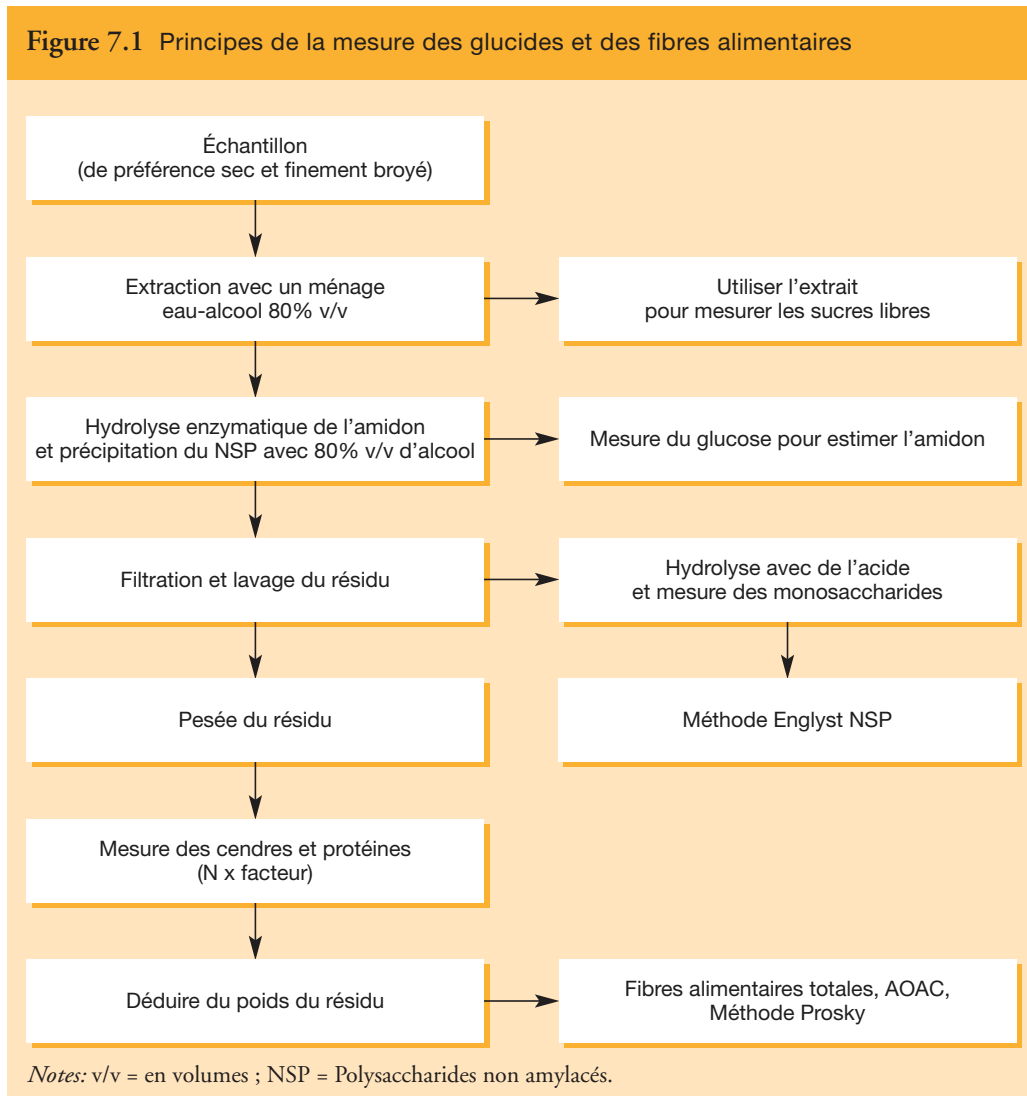 Figure 7.1 Principes de la mesure des glucides et des fibres alimentaires
Échantillon
(de préférence sec et finement broyé)
Extraction avec un ménage
eau-alcool 80% v/v
Utiliser l'extrait
pour mesurer les sucres libres
Hydrolyse enzymatique de l'amidon
et précipitation du NSP avec 80% v/v d'alcool
Mesure du glucose pour estimer l'amidon
Filtration et lavage du résidu
Hydrolyse avec de l'acide
et mesure des monosaccharides
Pesée du résidu
Méthode Englyst NSP
Mesure des cendres et protéines
(N x facteur)
Déduire du poids du résidu
Fibres alimentaires totales, AOAC,
Méthode Prosky
Notes: v/v = en volumes ; NSP = Polysaccharides non amylacés.